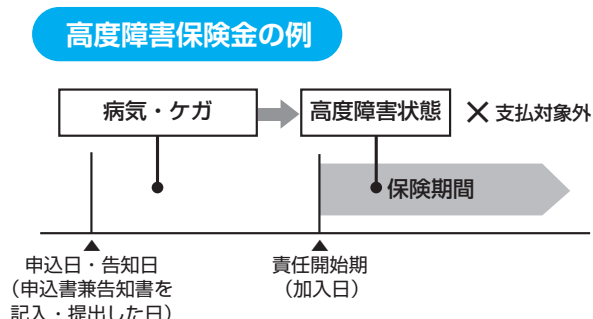 高度障害保険金の例
病気・ケガ
高度障害状態
×支払対象外
保険期間
申込日・告知日
（申込書兼告知書を
記入・提出した日）
責任開始期
（加入日）